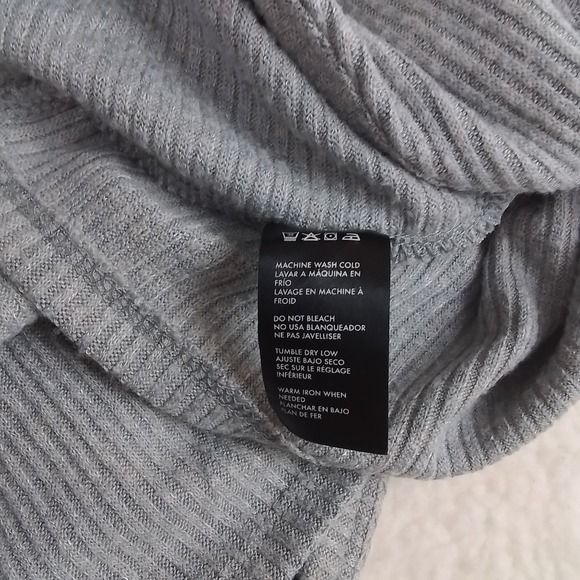 MACHINE WASH COLD
LAVAR A MÁQUINA EN
FRÍO
LAVAGE EN MACHINE À
FROID
DO NOT BLEACH
NO USA BLANQUEADOR
NE PAS JAVELLISER
TUMBLE DRY LOW
AJUSTE BAJO SECO
SEC SUR LE RÉGLAGE
INFÉRIEUR
WARM IRON WHEN
NEEDED
PLANCHAR EN BAJO
PLAN DE FER